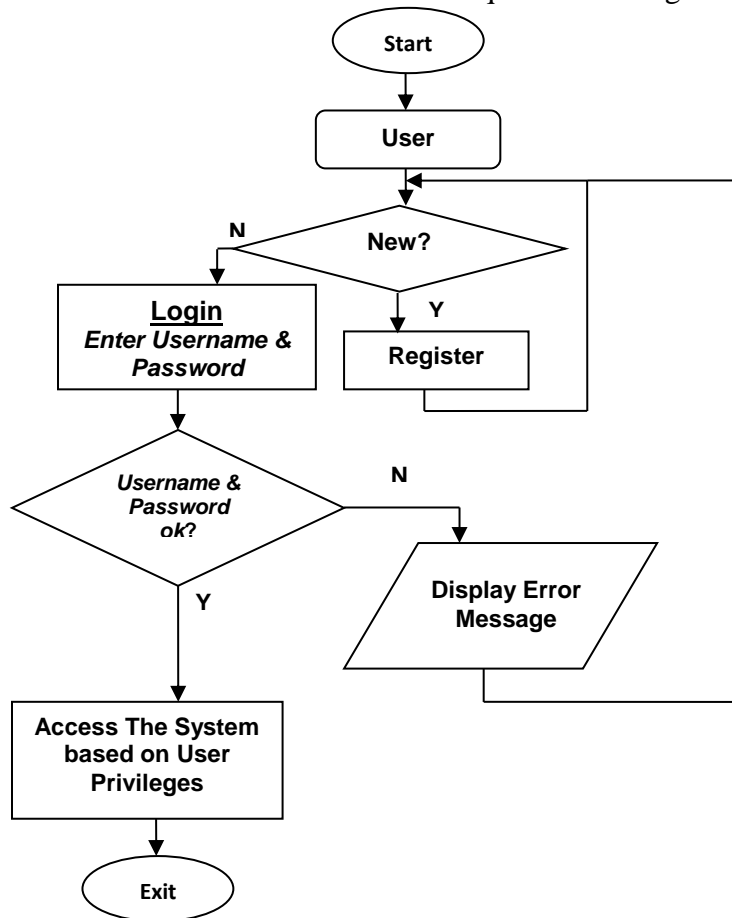 Start
User
New?
N
Y
Login
Enter Username &
Password
Register
Username &
Password
ok?
N
Y
Display Error
Message
Access The System
based on User
Privileges
Exit